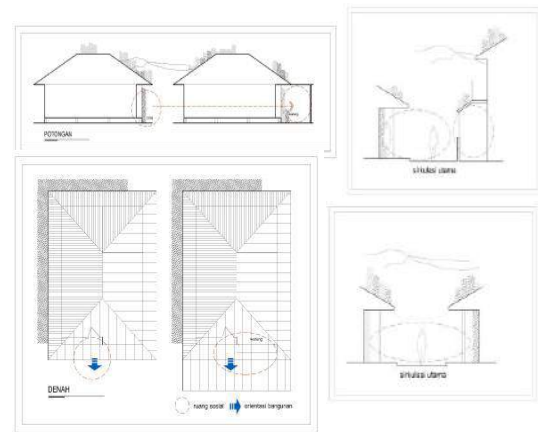 POTONGAN
sirkulasi utama
DENAH
ruang sosial
orientasi bangunan
sirkulasi utama